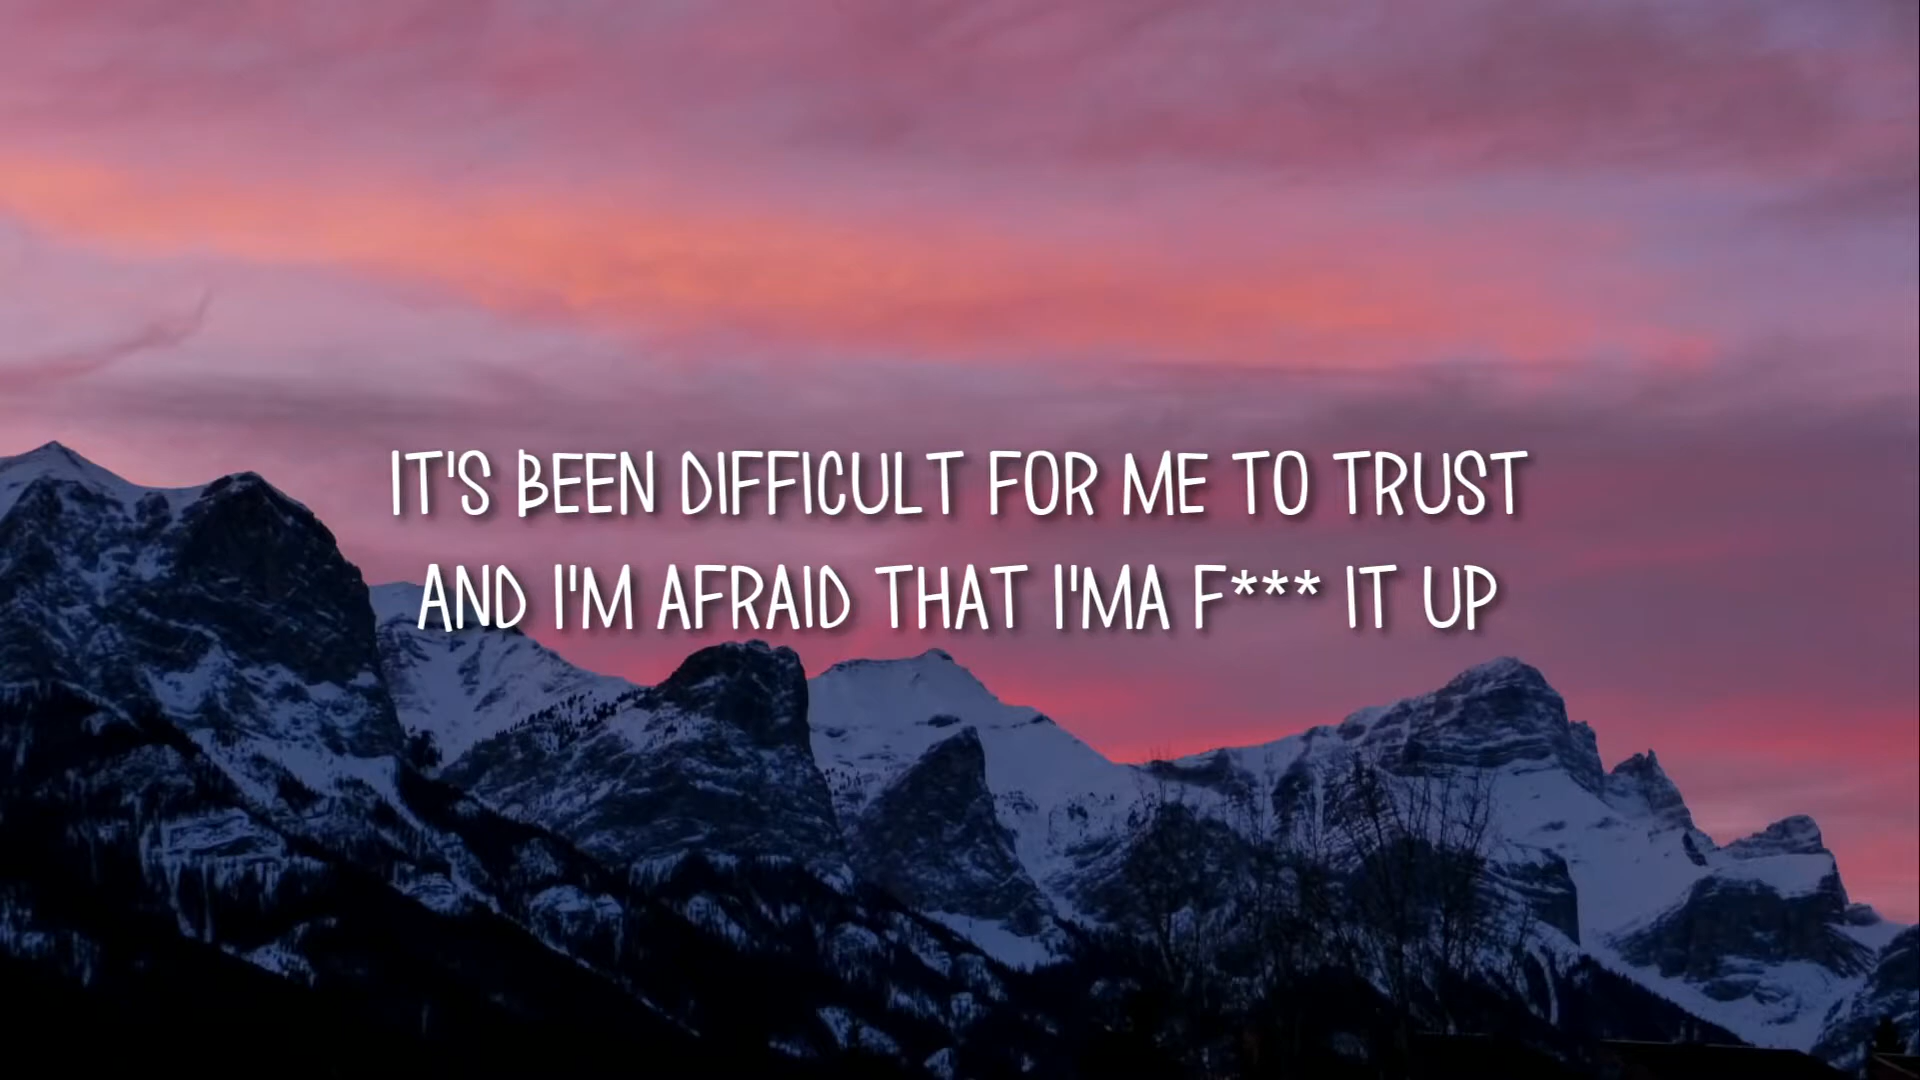 IT'S BEEN DIFFICULT FOR ME TO TRUST
AND I'M AFRAID THAT I'MA F*** IT UP